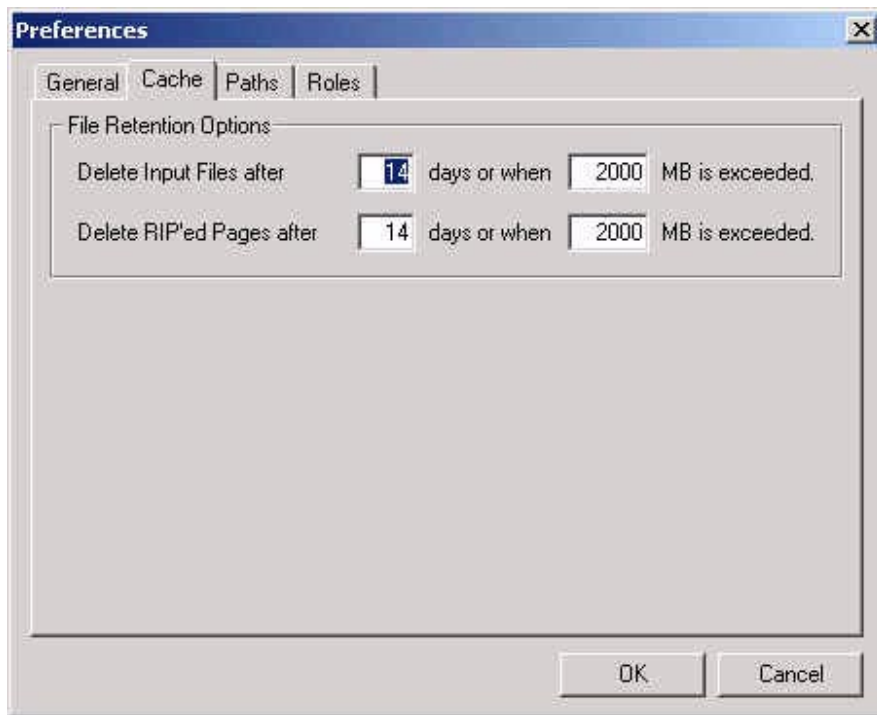 Preferences
General Cache Paths Roles
File Retention Options
Delete Input Files after 14 days or when 2000 MB is exceeded.
Delete RIP'ed Pages after 14 days or when 2000 MB is exceeded.
OK Cancel